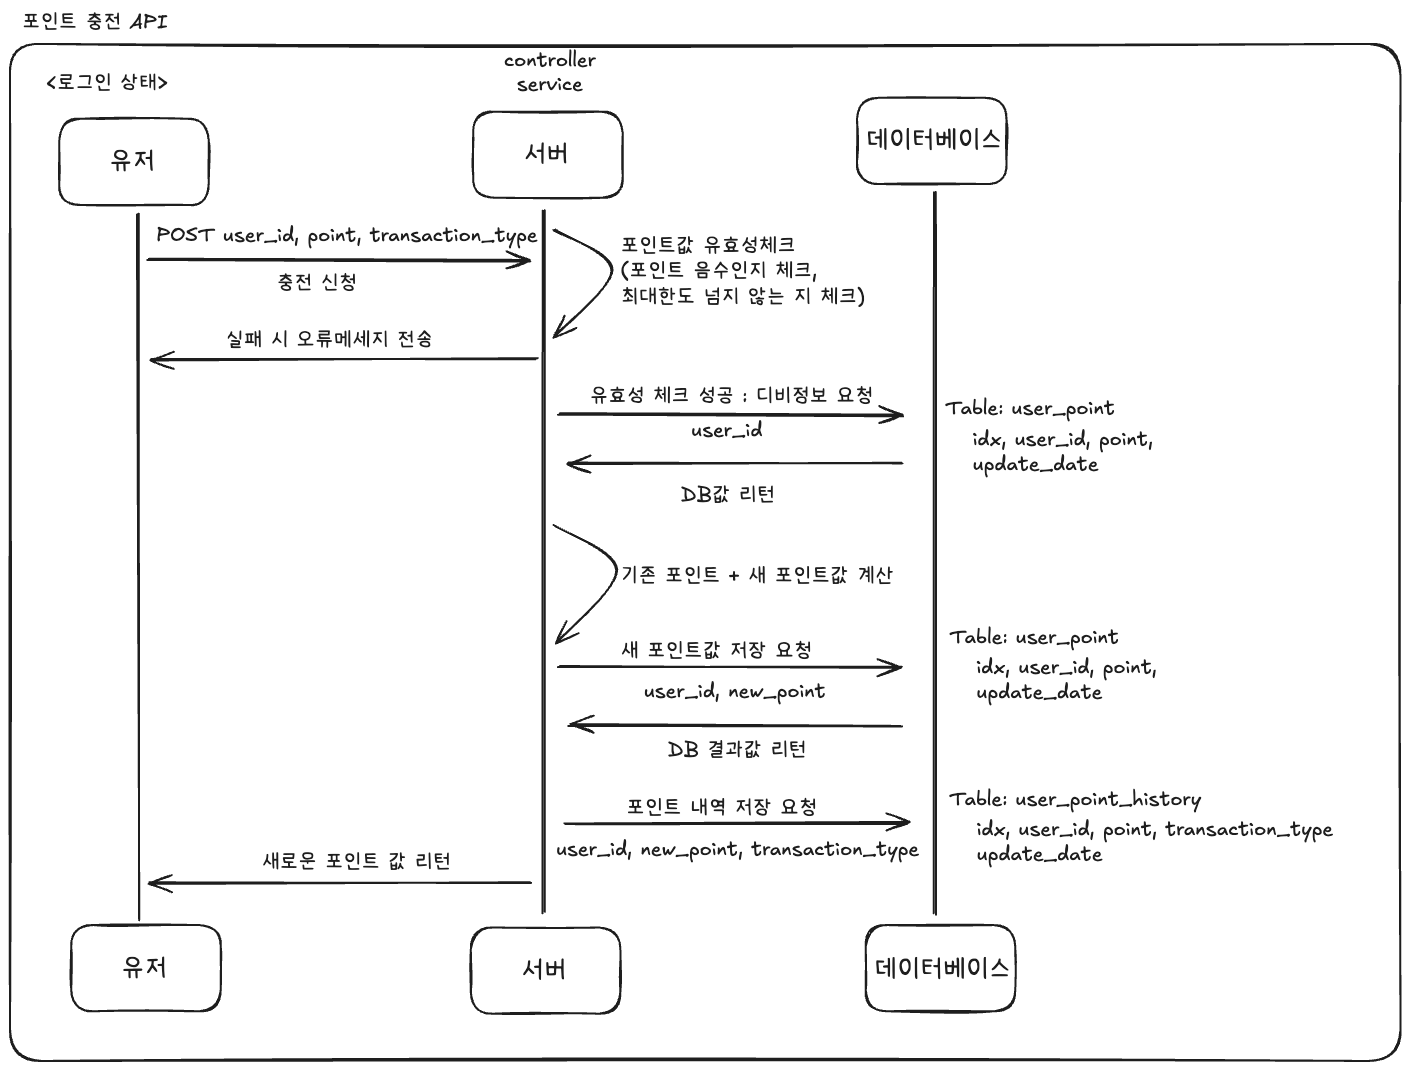 포인트 충전 API
<로그인 상태>
controller
service
유저
서버
데이터베이스
POST user_id, point, transaction_type
충전 신청
포인트값 유효성체크
(포인트 음수인지 체크,
최대한도 넘지 않는 지 체크)
실패 시 오류메세지 전송
유효성 체크 성공 : 디비정보 요청
user_id
Table: user_point
idx, user_id, point,
update_date
DB값 리턴
기존 포인트 + 새 포인트값 계산
새 포인트값 저장 요청
user_id, new_point
Table: user_point
idx, user_id, point,
update_date
DB 결과값 리턴
포인트 내역 저장 요청
user_id, new_point, transaction_type
Table: user_point_history
idx, user_id, point, transaction_type
update_date
새로운 포인트 값 리턴
유저
서버
데이터베이스